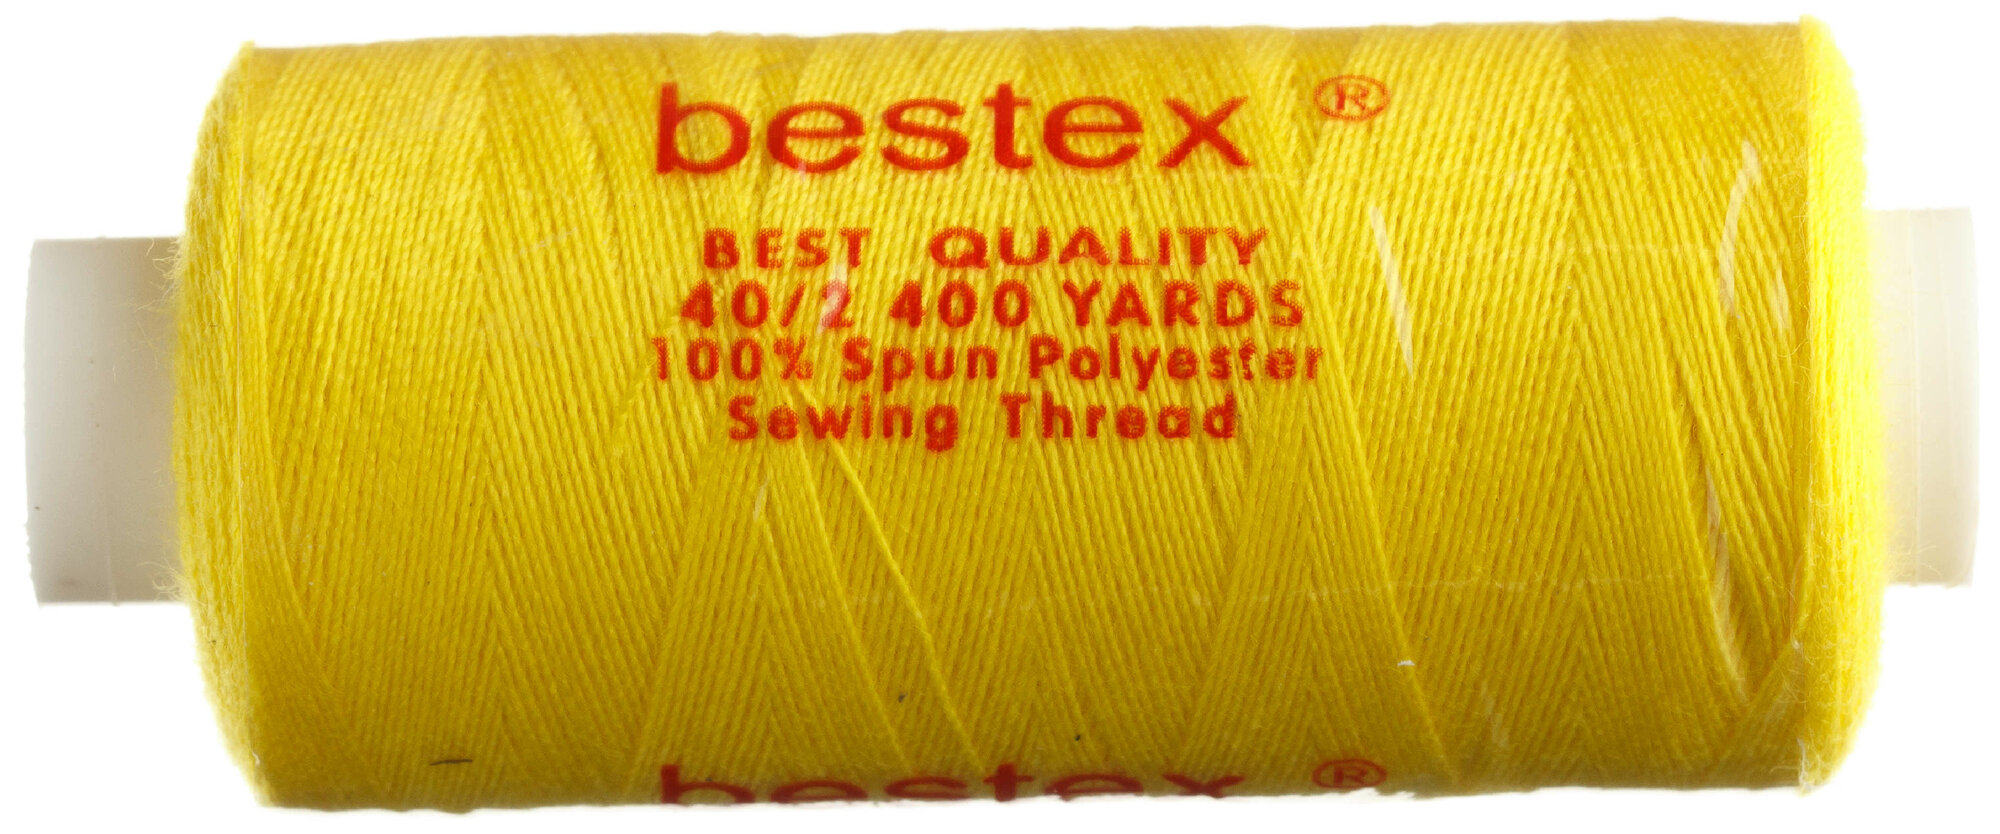 bestex ®
BEST QUALITY
40/2 400 YARDS
100% Spun Polyester
Sewing Thread
bestex ®